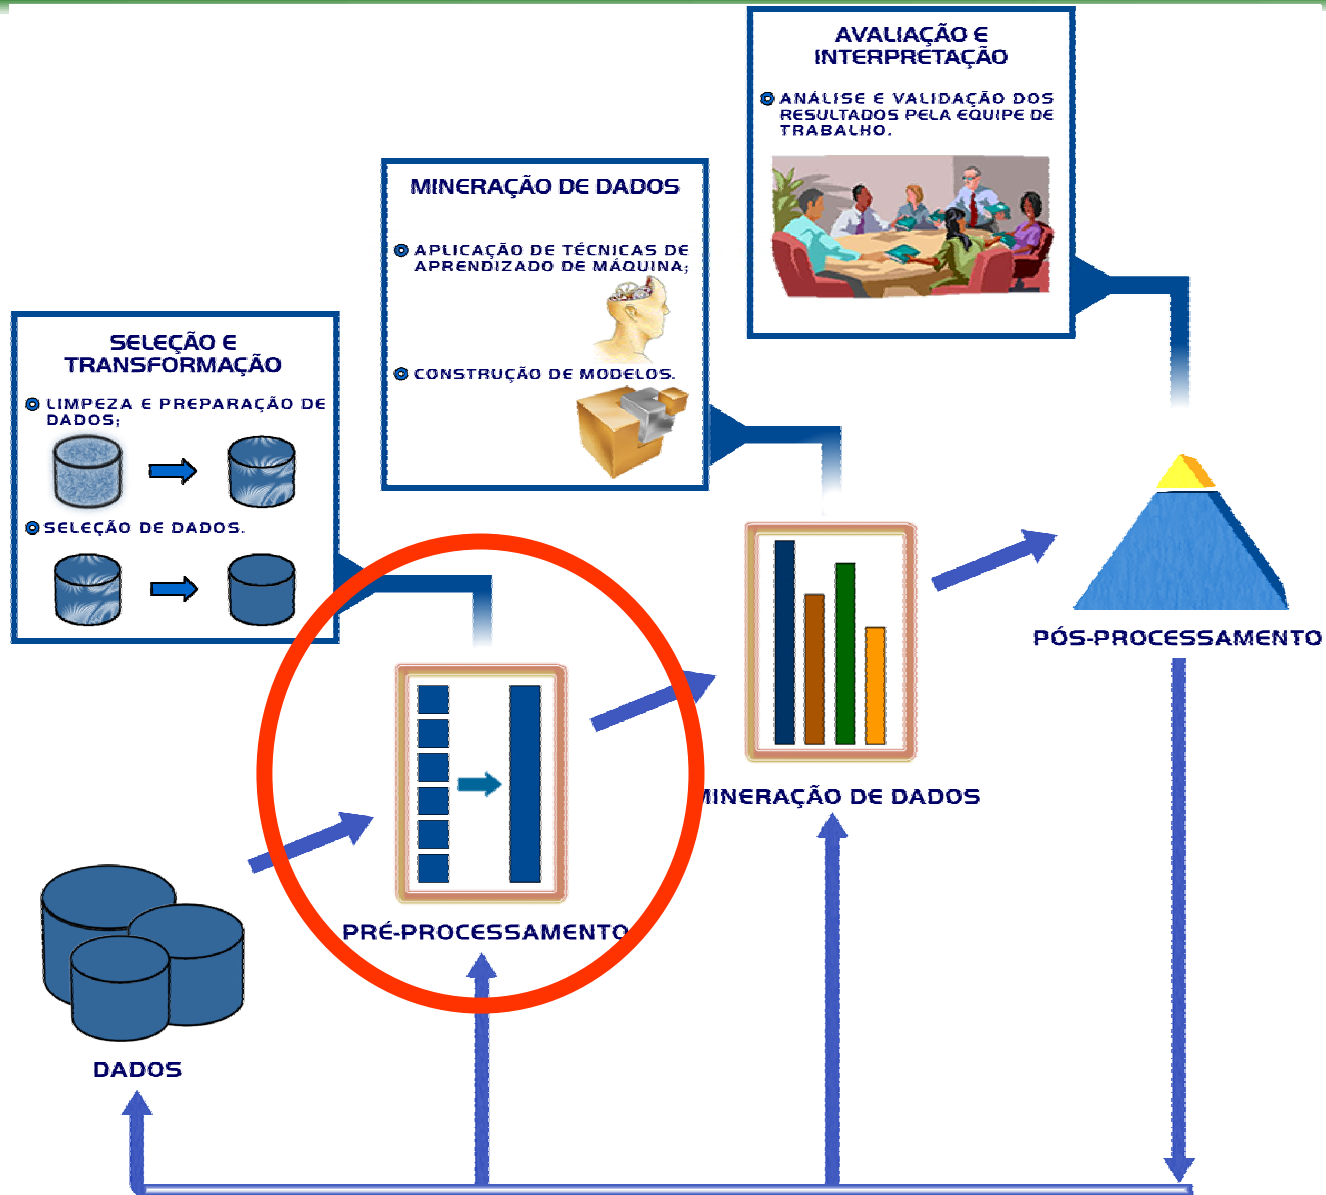 AVALIAÇÃO E
INTERPRETAÇÃO
ANÁLISE E VALIDAÇÃO DOS
RESULTADOS PELA EQUIPE DE
TRABALHO.
MINERAÇÃO DE DADOS
APLICAÇÃO DE TÉCNICAS DE
APRENDIZADO DE MÁQUINA;
CONSTRUÇÃO DE MODELOS.
SELEÇÃO E
TRANSFORMAÇÃO
LIMPEZA E PREPARAÇÃO DE
DADOS;
SELEÇÃO DE DADOS.
PÓS-PROCESSAMENTO
MINERAÇÃO DE DADOS
PRÉ-PROCESSAMENTO
DADOS